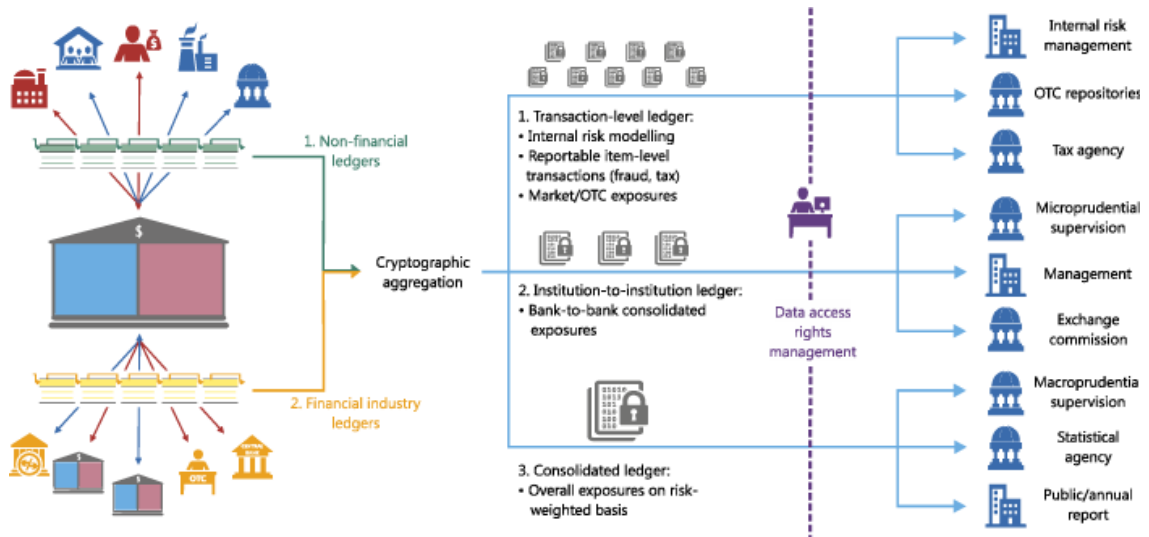 1. Non-financial
ledgers
$
2. Financial industry
ledgers
$
$
OTC
CENTRAL
BANK
Cryptographic
aggregation
1. Transaction-level ledger:
• Internal risk modelling
• Reportable item-level
transactions (fraud, tax)
• Market/OTC exposures
2. Institution-to-institution ledger:
• Bank-to-bank consolidated
exposures
3. Consolidated ledger:
• Overall exposures on risk-
weighted basis
Data access
rights
management
Internal risk
management
OTC repositories
Tax agency
Microprudential
supervision
Management
Exchange
commission
Macroprudential
supervision
Statistical
agency
Public/annual
report